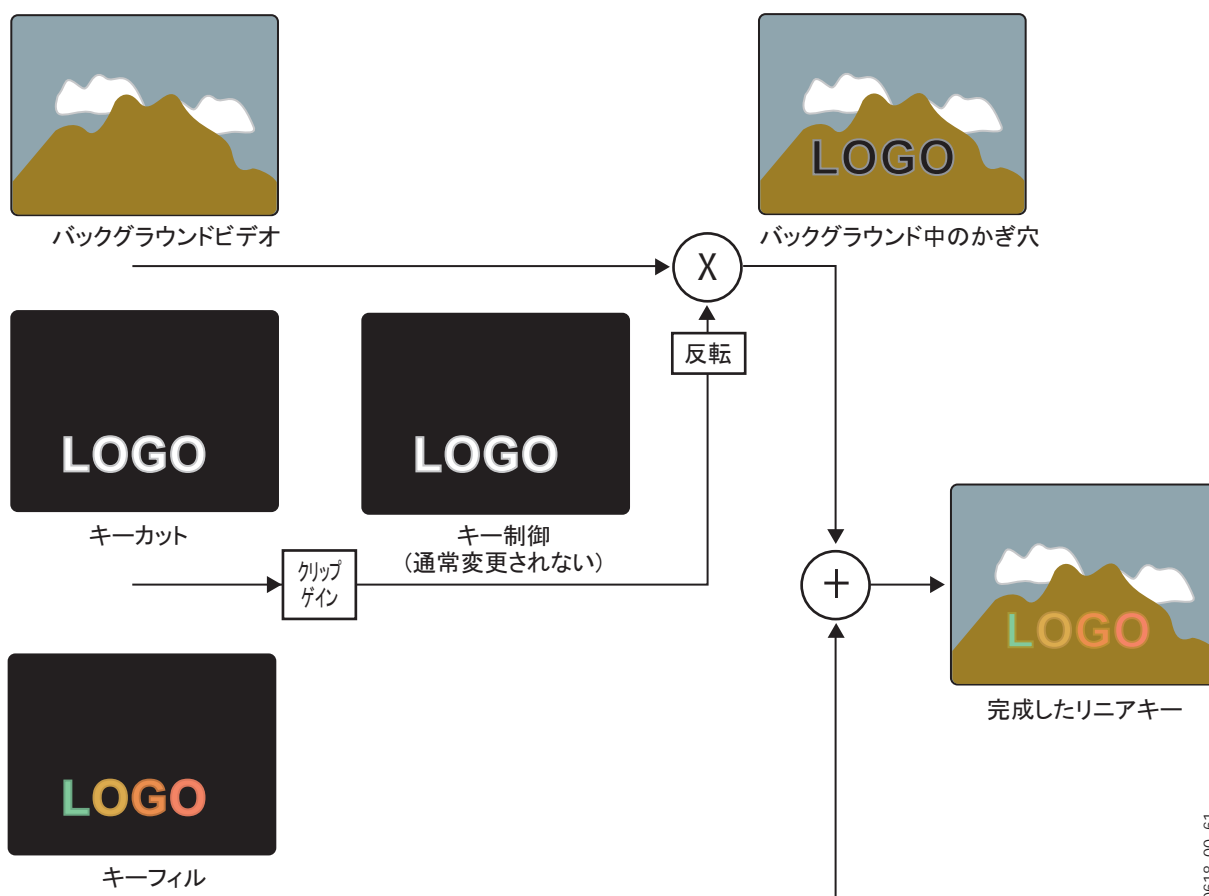 LOGO
バックグラウンドビデオ
バックグラウンド中のかぎ穴
X
反転
LOGO
LOGO
キーカット
キー制御
(通常変更されない)
クリップ
ゲイン
+
LOGO
完成したリニアキー
LOGO
キーフィル